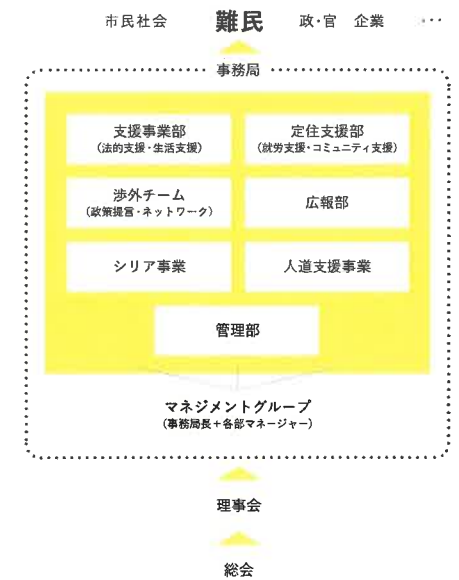 市民社会 難民 政・官 企業 ・・・
事務局
支援事業部 定住支援部
(法的支援・生活支援) (就労支援・コミュニティ支援)
渉外チーム 広報部
(政策提言・ネットワーク)
シリア事業 人道支援事業
管理部
マネジメントグループ
(事務局長+各部マネージャー)
理事会
総会